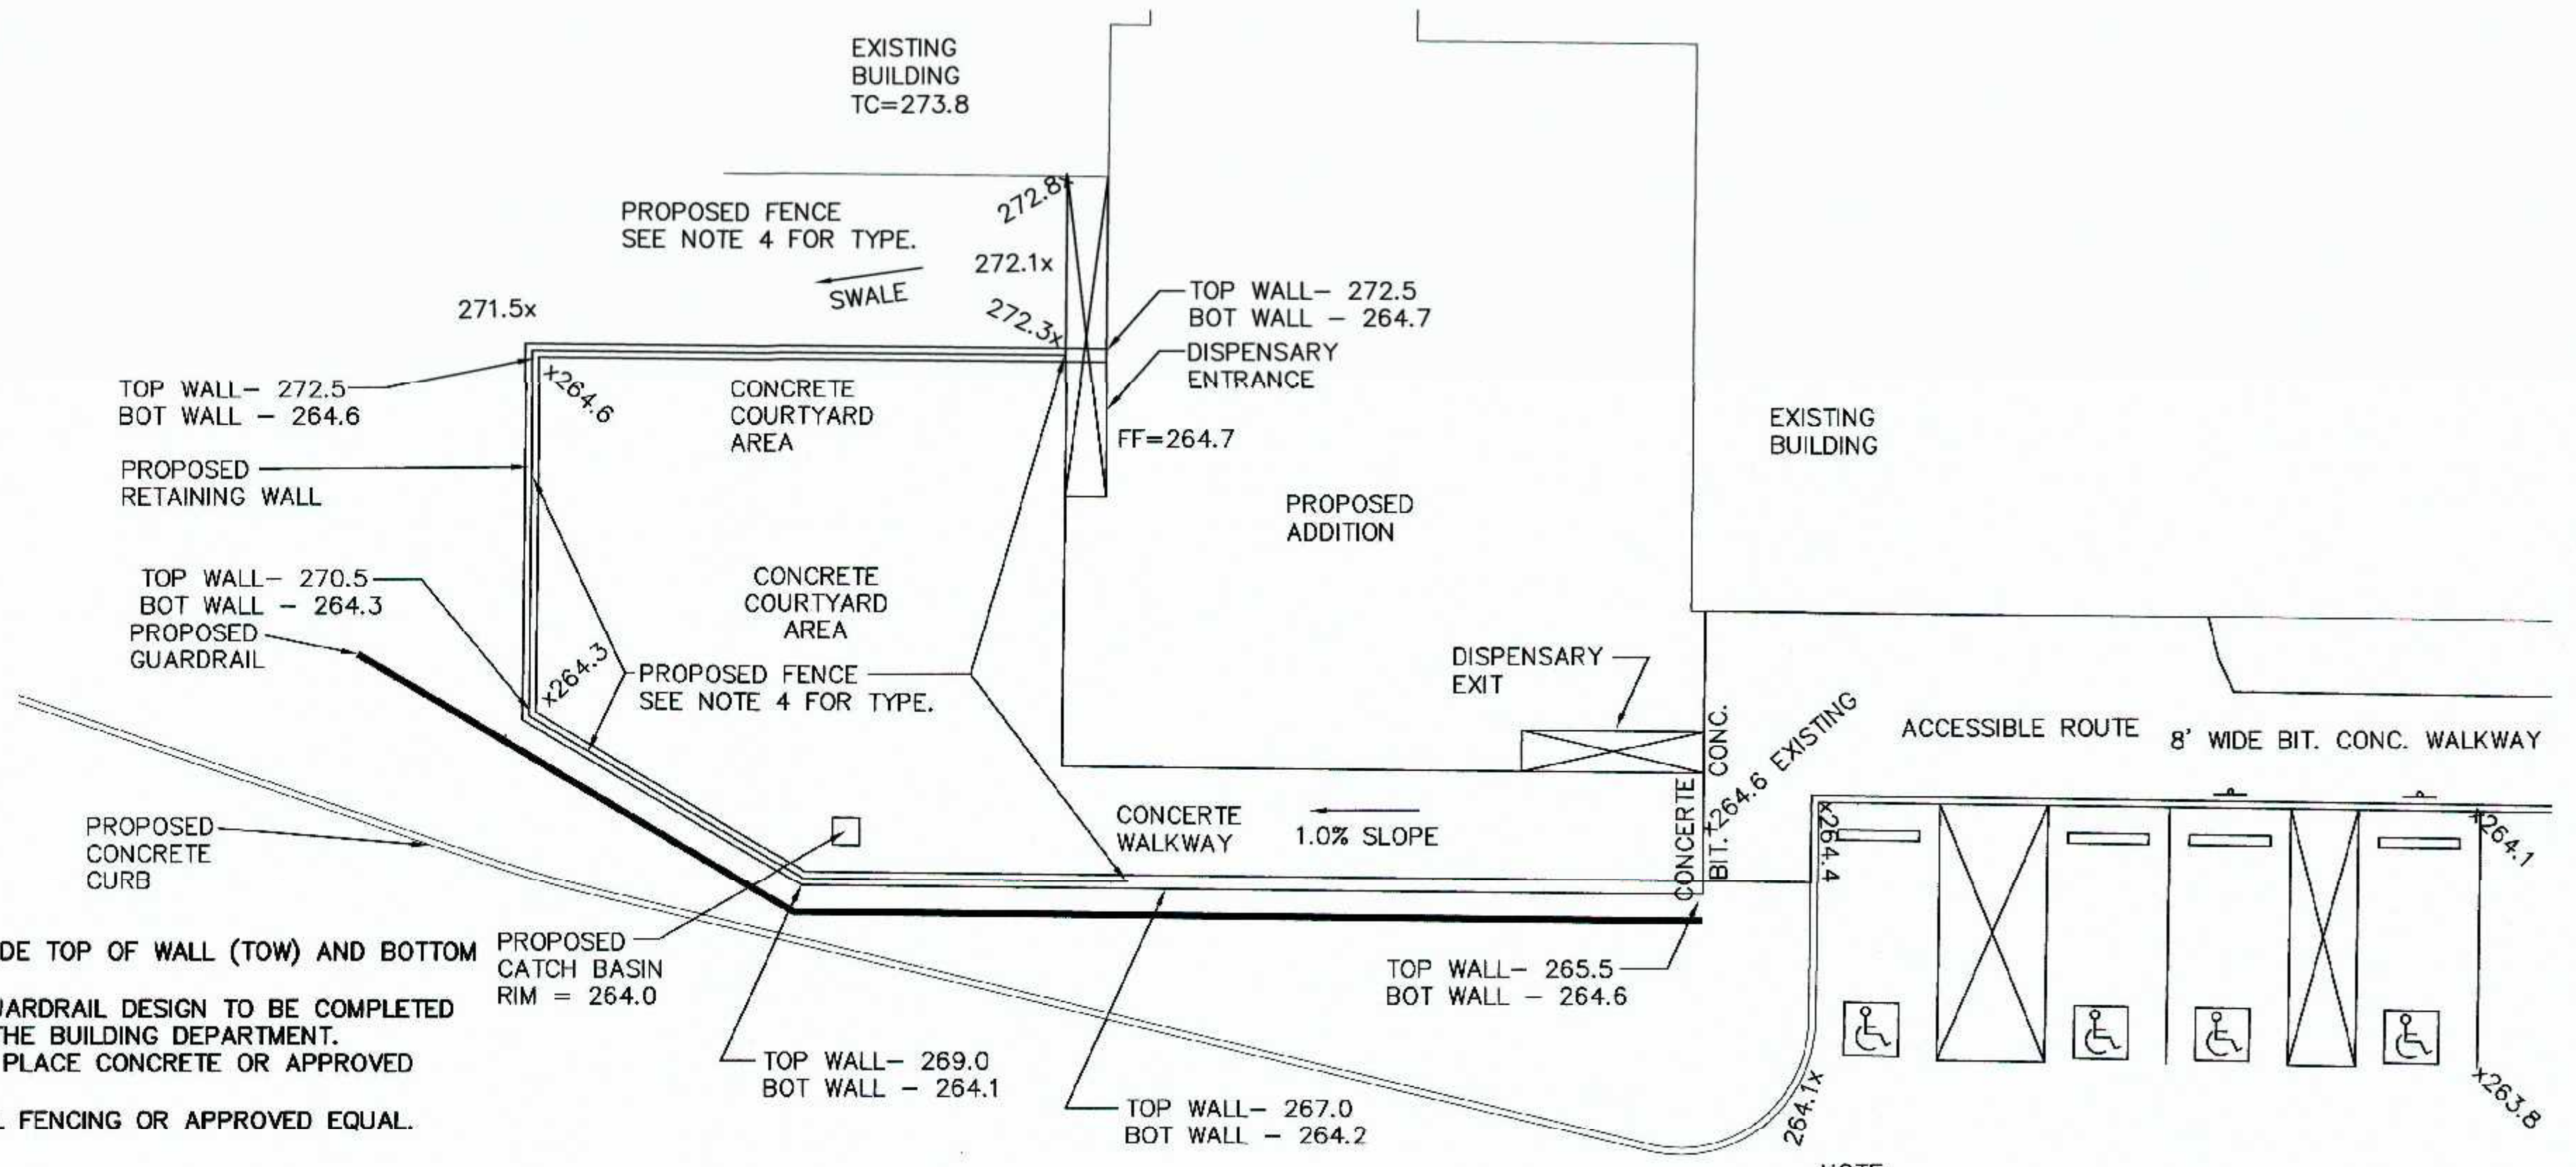 EXISTING
BUILDING
TC=273.8
PROPOSED FENCE
SEE NOTE 4 FOR TYPE.
272.8x
272.1x
SWALE
272.3x
271.5x
TOP WALL– 272.5
BOT WALL – 264.7
DISPENSARY
ENTRANCE
FF=264.7
TOP WALL– 272.5
BOT WALL – 264.6
x264.6
CONCRETE
COURTYARD
AREA
EXISTING
BUILDING
PROPOSED
RETAINING WALL
PROPOSED
ADDITION
TOP WALL– 270.5
BOT WALL – 264.3
PROPOSED
GUARDRAIL
CONCRETE
COURTYARD
AREA
x264.3
PROPOSED FENCE
SEE NOTE 4 FOR TYPE.
DISPENSARY
EXIT
CONCERTE
BIT. CONC.
+264.6 EXISTING
ACCESSIBLE ROUTE
8' WIDE BIT. CONC. WALKWAY
CONCERTE
WALKWAY
1.0% SLOPE
x264.4
x264.1
PROPOSED
CONCRETE
CURB
DE TOP OF WALL (TOW) AND BOTTOM
PROPOSED
CATCH BASIN
RIM = 264.0
TOP WALL– 265.5
BOT WALL – 264.6
UARDRAIL DESIGN TO BE COMPLETED
THE BUILDING DEPARTMENT.
PLACE CONCRETE OR APPROVED
L FENCING OR APPROVED EQUAL.
TOP WALL– 269.0
BOT WALL – 264.1
TOP WALL– 267.0
BOT WALL – 264.2
264.1x
x263.8
NOTE